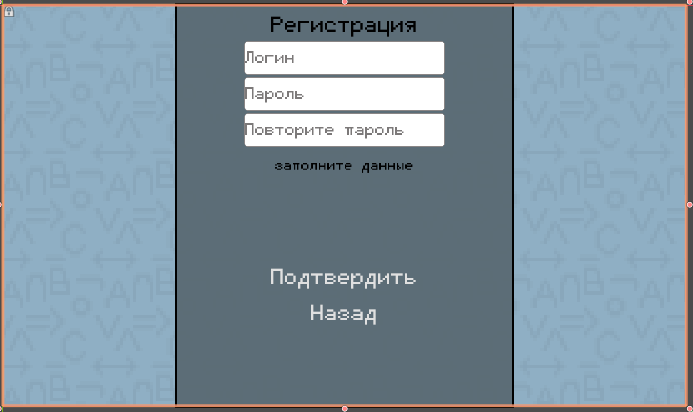 Регистрация
Логин
Пароль
Повторите пароль
заполните данные
Подтвердить
Назад